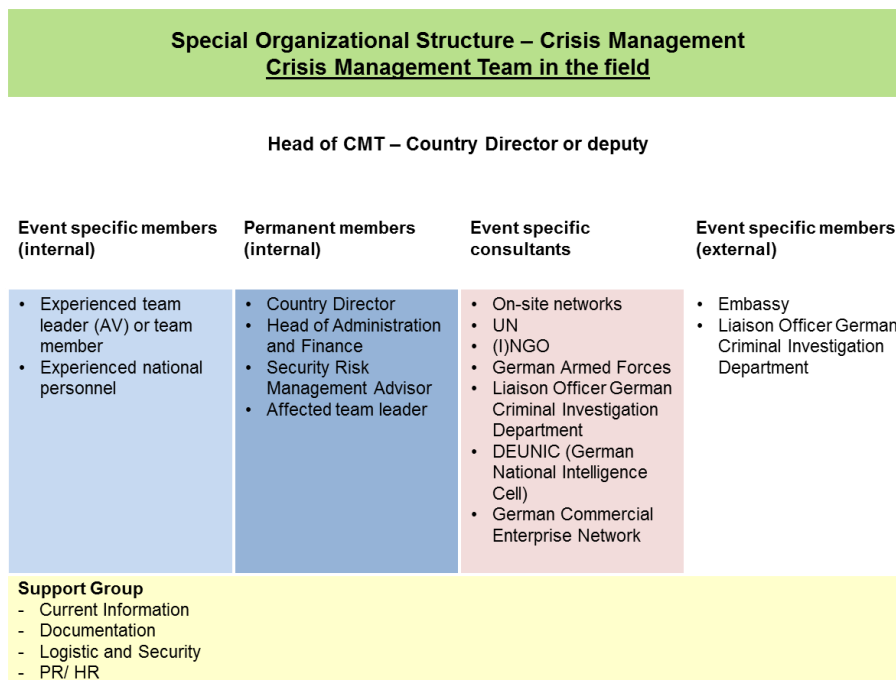 Special Organizational Structure – Crisis Management
Crisis Management Team in the field
Head of CMT – Country Director or deputy
Event specific members
(internal)
• Experienced team
leader (AV) or team
member
• Experienced national
personnel
Permanent members
(internal)
• Country Director
• Head of Administration
and Finance
• Security Risk
Management Advisor
• Affected team leader
Event specific
consultants
• On-site networks
• UN
• (I)NGO
• German Armed Forces
• Liaison Officer German
Criminal Investigation
Department
• DEUNIC (German
National Intelligence
Cell)
• German Commercial
Enterprise Network
Event specific members
(external)
• Embassy
• Liaison Officer German
Criminal Investigation
Department
Support Group
- Current Information
- Documentation
- Logistic and Security
- PR/ HR